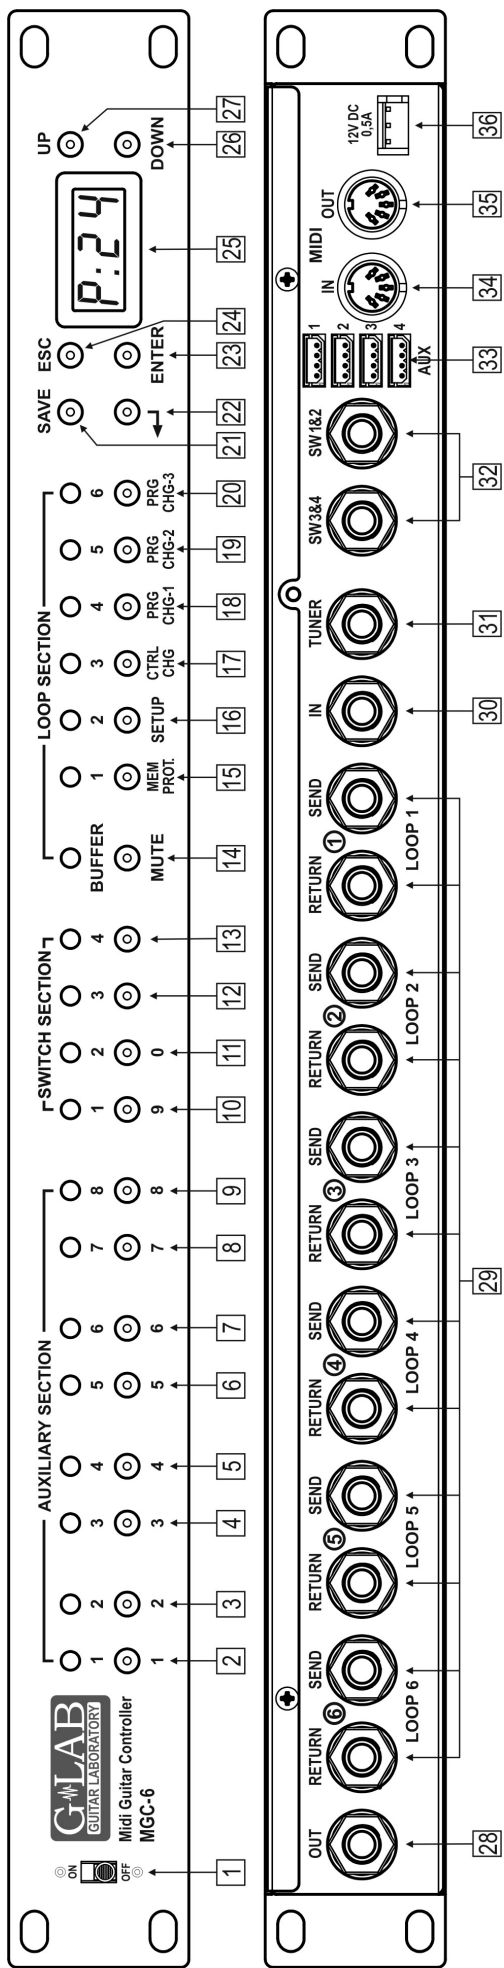 G LAB
GUITAR LABORATORY
Midi Guitar Controller
MGC-6
ON
OFF
AUXILIARY SECTION
1 2 3 4 5 6 7 8
1 2 3 4 5 6 7 8
SWITCH SECTION
1 2 3 4
9 0
LOOP SECTION
BUFFER 1 2 3 4 5 6
MUTE
MEM
PROT.
SETUP
CTRL
CHG
PRG
CHG-1
PRG
CHG-2
PRG
CHG-3
SAVE
ESC
ENTER
P:24
UP
DOWN
1 2 3 4 5 6 7 8 9 10 11 12 13 14 15 16 17 18 19 20 21 22 23 24 25 26 27
OUT
RETURN 6 SEND
LOOP 6
RETURN 5 SEND
LOOP 5
RETURN 4 SEND
LOOP 4
RETURN 3 SEND
LOOP 3
RETURN 2 SEND
LOOP 2
RETURN 1 SEND
LOOP 1
IN
TUNER
SW3&4
SW1&2
1
2
3
4
AUX
IN
MIDI
OUT
12V DC
0,5A
28 29 30 31 32 33 34 35 36